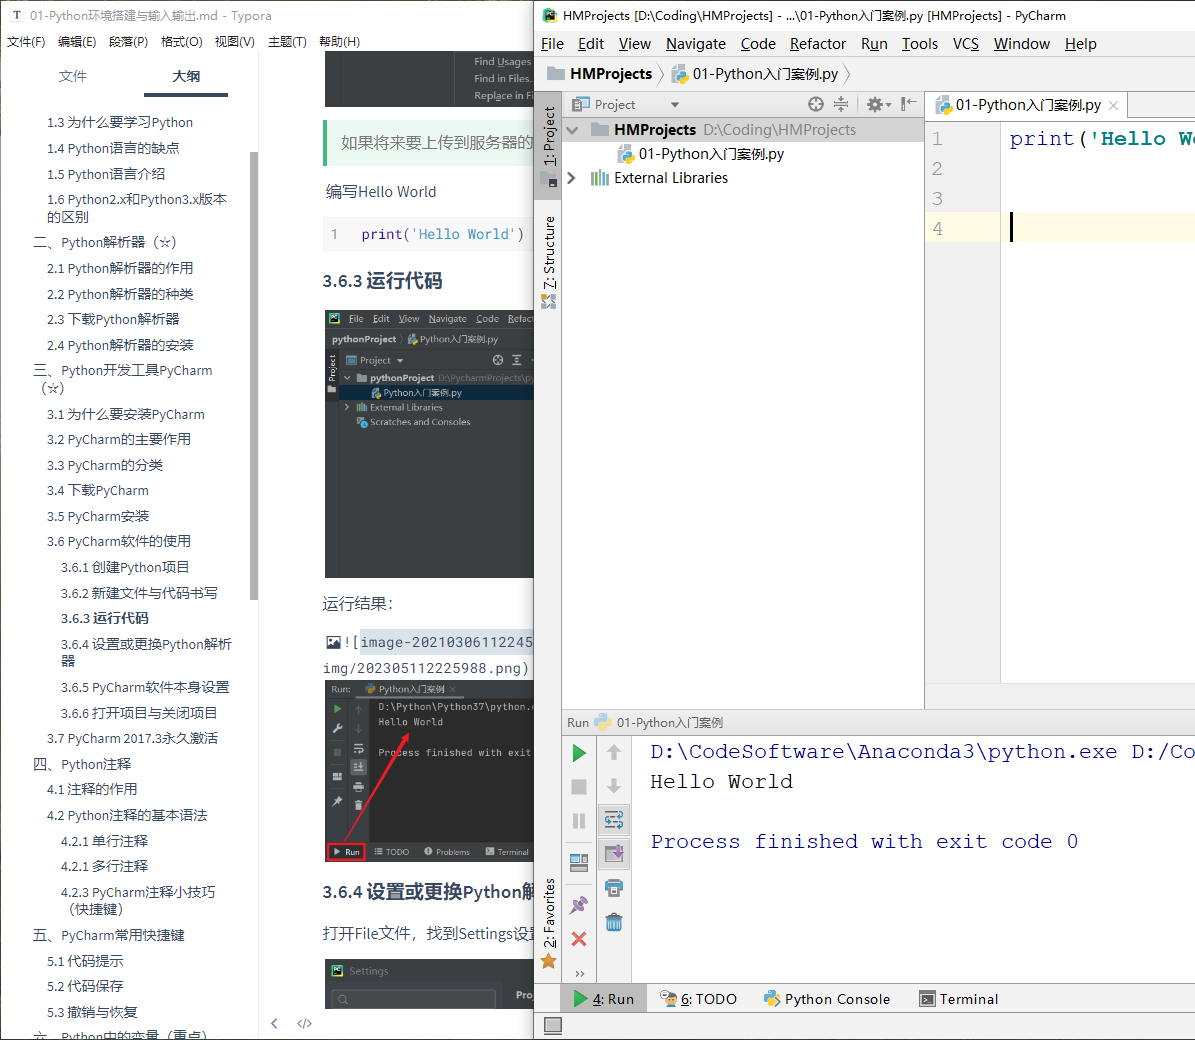 01-Python环境搭建与输入输出.md - Typora
文件(F) 编辑(E) 段落(P) 格式(O) 视图(V) 主题(T) 帮助(H)
文件 大纲
1.3 为什么要学习Python
1.4 Python语言的缺点
1.5 Python语言介绍
1.6 Python2.x和Python3.x版本
的区别
二、Python解析器（☆）
2.1 Python解析器的作用
2.2 Python解析器的种类
2.3 下载Python解析器
2.4 Python解析器的安装
三、Python开发工具PyCharm
（☆）
3.1 为什么要安装PyCharm
3.2 PyCharm的主要作用
3.3 PyCharm的分类
3.4 下载PyCharm
3.5 PyCharm安装
3.6 PyCharm软件的使用
3.6.1 创建Python项目
3.6.2 新建文件与代码书写
3.6.3 运行代码
3.6.4 设置或更换Python解析
器
3.6.5 PyCharm软件本身设置
3.6.6 打开项目与关闭项目
3.7 PyCharm 2017.3永久激活
四、Python注释
4.1 注释的作用
4.2 Python注释的基本语法
4.2.1 单行注释
4.2.1 多行注释
4.2.3 PyCharm注释小技巧
（快捷键）
五、PyCharm常用快捷键
5.1 代码提示
5.2 代码保存
5.3 撤销与恢复
六、Python中的变量（重点）
Find Usages
Find in Files..
Replace in Fi
如果将来要上传到服务器的
编写Hello World
1 print('Hello World')
3.6.3 运行代码
File Edit View Navigate Code Refact
pythonProject Python入门案例.py
Project
Project
pythonProject D:\PycharmProjects\py
Python入门案例.py
External Libraries
Scratches and Consoles
运行结果：
![image-20210306112245
img/202305112225988.png)
Run: Python入门案例
D:\Python\Python37\python.
Hello World
Process finished with exit
Run TODO Problems Terminal
3.6.4 设置或更换Python解
打开File文件，找到Settings设置
Settings
Pro
HMProjects [D:\Coding\HMProjects] - ...\01-Python入门案例.py [HMProjects] - PyCharm
File Edit View Navigate Code Refactor Run Tools VCS Window Help
HMProjects 01-Python入门案例.py
1: Project
7: Structure
2: Favorites
Project
HMProjects D:\Coding\HMProjects
01-Python入门案例.py
External Libraries
01-Python入门案例.py
1 print('Hello Wo
2
3
4
Run 01-Python入门案例
D:\CodeSoftware\Anaconda3\python.exe D:/Co
Hello World
Process finished with exit code 0
4: Run 6: TODO Python Console Terminal